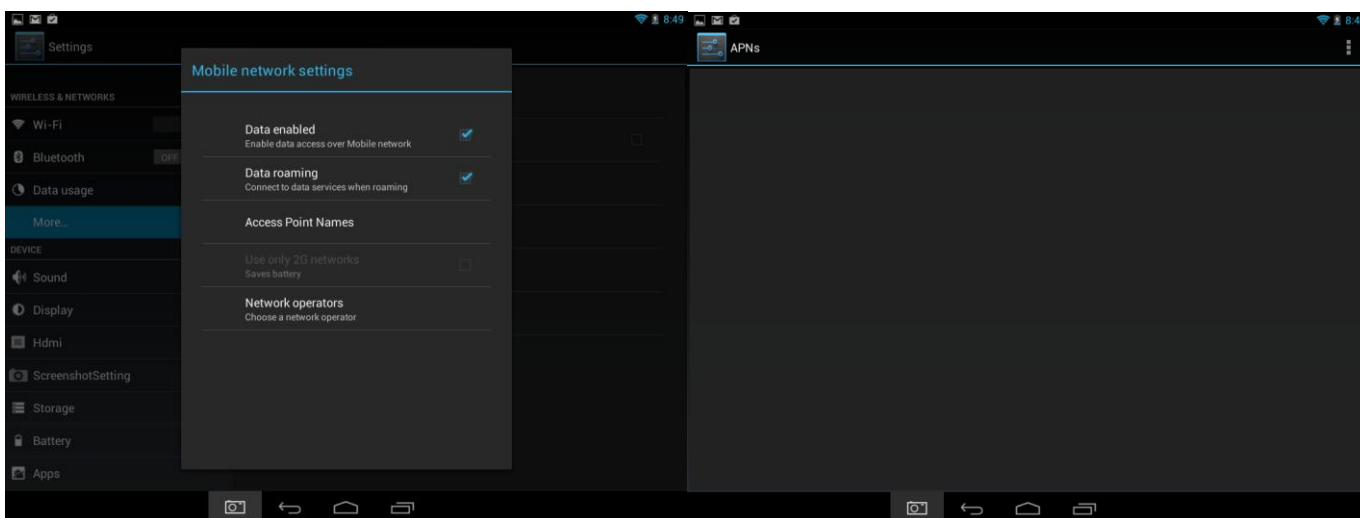 8:49
Settings
Mobile network settings
WIRELESS & NETWORKS
Wi-Fi
Bluetooth
OFF
Data usage
More...
DEVICE
Sound
Display
Hdmi
ScreenshotSetting
Storage
Battery
Apps
Data enabled
Enable data access over Mobile network
Data roaming
Connect to data services when roaming
Access Point Names
Use only 2G networks
Saves battery
Network operators
Choose a network operator
8:4
APNs